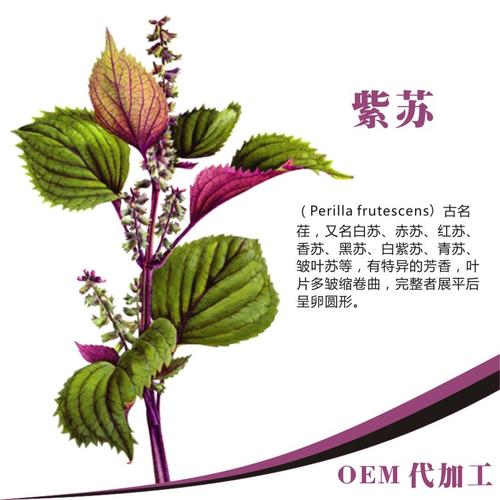 紫苏
（Perilla frutescens）古名
荏，又名白苏、赤苏、红苏、
香苏、黑苏、白紫苏、青苏、
皱叶苏等，有特异的芳香，叶
片多皱缩卷曲，完整者展平后
呈卵圆形。
OEM 代加工